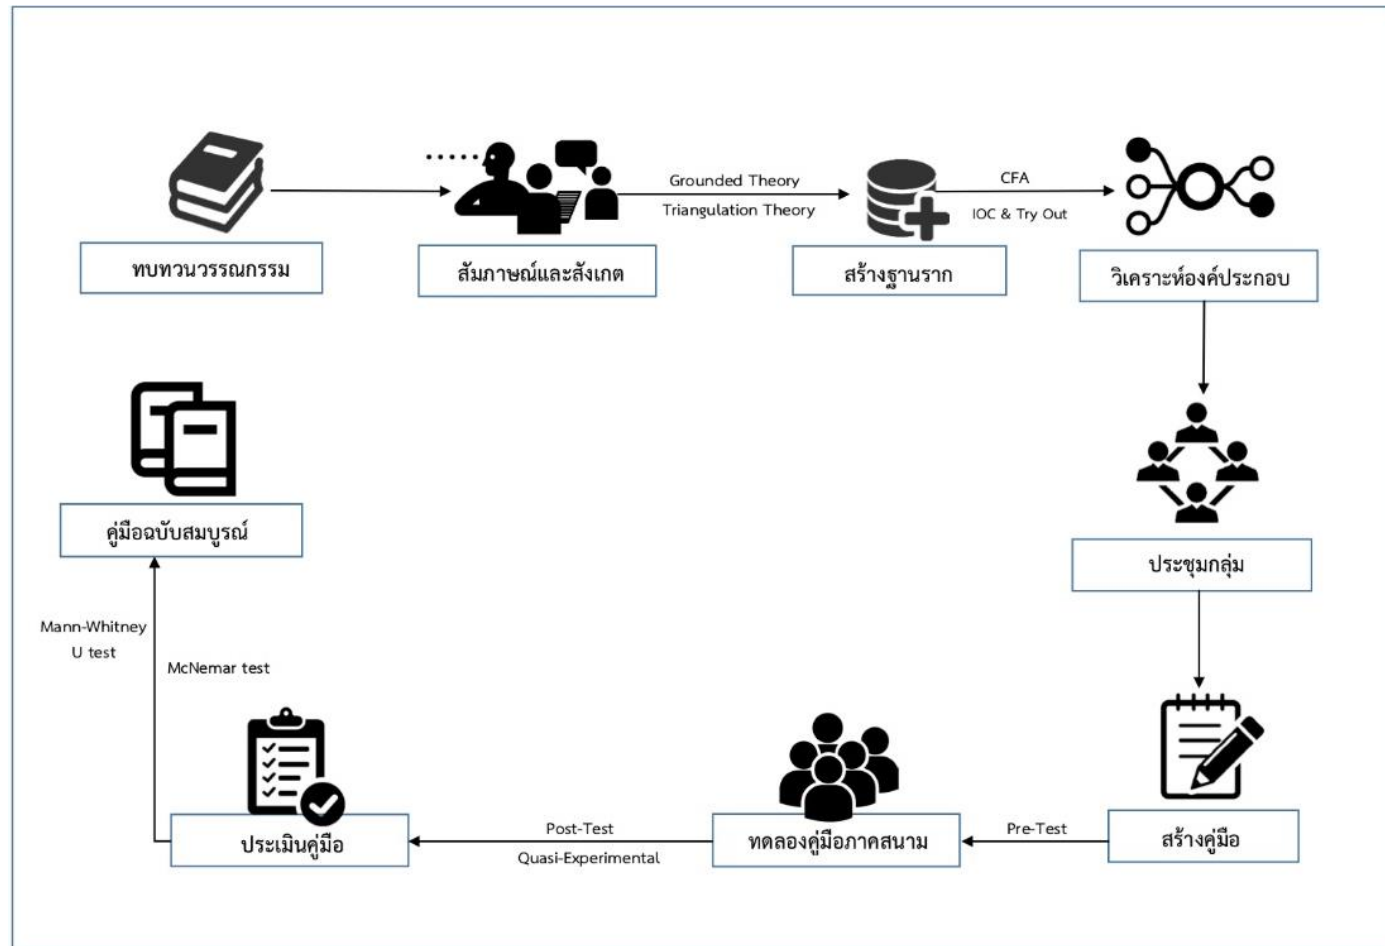 Grounded Theory
Triangulation Theory
CFA
IOC & Try Out
ทบทวนวรรณกรรม
สัมภาษณ์และสังเกต
สร้างฐานราก
วิเคราะห์องค์ประกอบ
คู่มือฉบับสมบูรณ์
ประชุมกลุ่ม
Mann-Whitney
U test
McNemar test
Post-Test
Quasi-Experimental
Pre-Test
ประเมินคู่มือ
ทดลองคู่มือภาคสนาม
สร้างคู่มือ